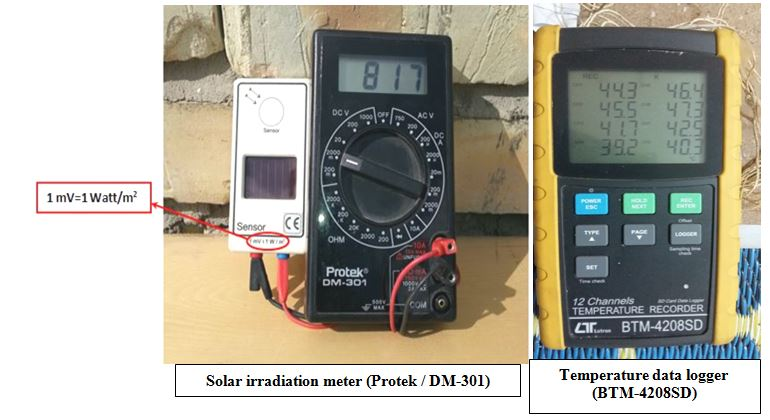 1 mV=1 Watt/m²
Sensor
Sensor
1 mV=1 W / m²
CE
817
DC V
AC V
OFF
1000
750
200
200
20
DC
A
2000m
200m
OHM
Protek®
DM-301
10A
UNFUSED
500V
MAX
COM
Solar irradiation meter (Protek / DM-301)
REC
K
44.3 46.4
45.5 47.3
41.7 42.5
39.2 40.3
°C
POWER
ESC
HOLD
NEXT
REC
ENTER
Offset
TYPE
PAGE
LOGGER
Sampling time
check
SET
Time check
12 Channels
SD Card Data Logger
TEMPERATURE RECORDER
Lutron
BTM-4208SD
Temperature data logger
(BTM-4208SD)